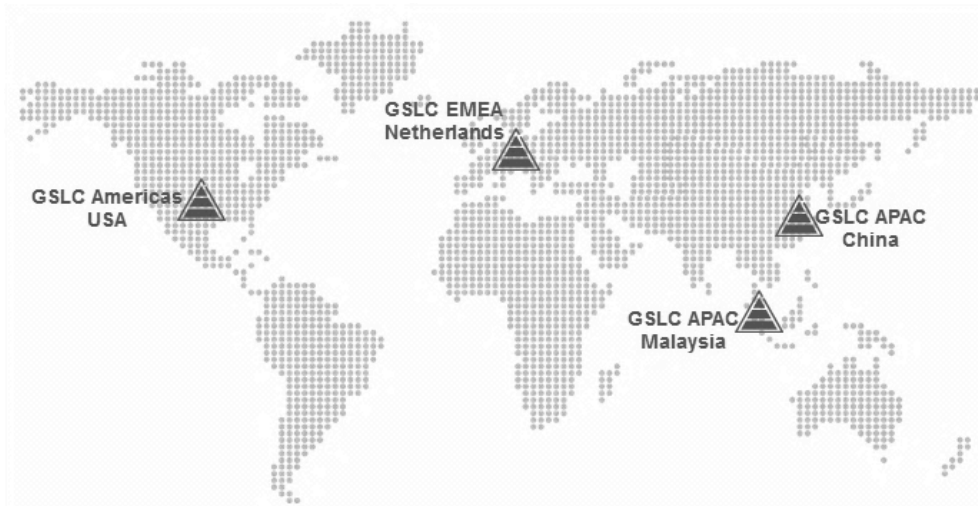 GSLC EMEA
Netherlands
GSLC Americas
USA
GSLC APAC
China
GSLC APAC
Malaysia